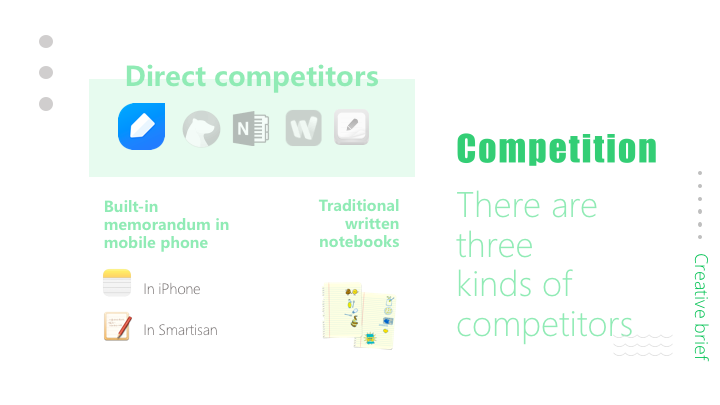 Direct competitors
N
W
Built-in
memorandum in
mobile phone
In iPhone
In Smartisan
Traditional
written
notebooks
Competition
There are
three
kinds of
competitors
Creative brief